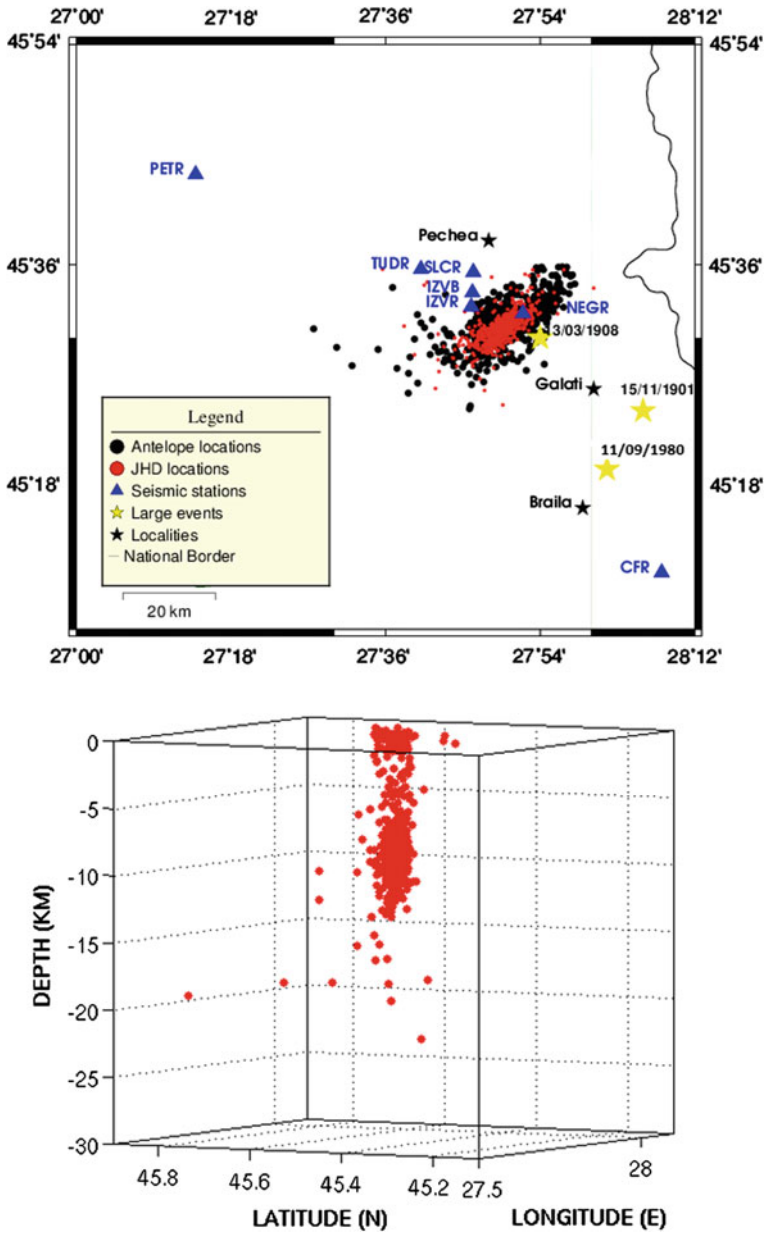 27°00' 27°18' 27°36' 27°54' 28°12'
45°54' 45°54'
PETR
Pechea
45°36' TUDR SLCR 45°36'
IZVB
IZVR NEGR
13/03/1908
Galati 15/11/1901
Legend
Antelope locations
JHD locations
11/09/1980
45°18' Seismic stations 45°18'
Large events Braila
Localities
National Border
CFR
20 km
27°00' 27°18' 27°36' 27°54' 28°12'
0
-5
-10
-15
-20
-25
-30
DEPTH (KM)
45.8 45.6 45.4 45.2 27.5 28
LATITUDE (N) LONGITUDE (E)